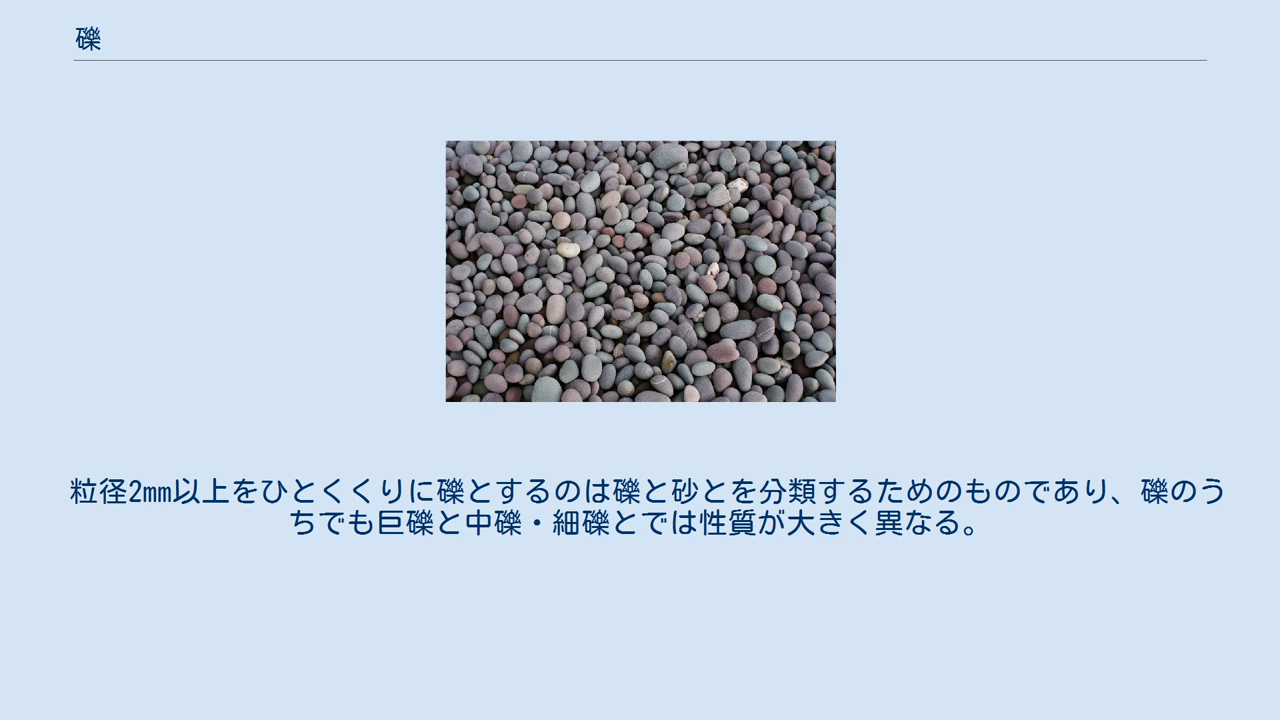 礫
粒径2mm以上をひとくくりに礫とするのは礫と砂とを分類するためのものであり、礫のう
ちでも巨礫と中礫・細礫とでは性質が大きく異なる。